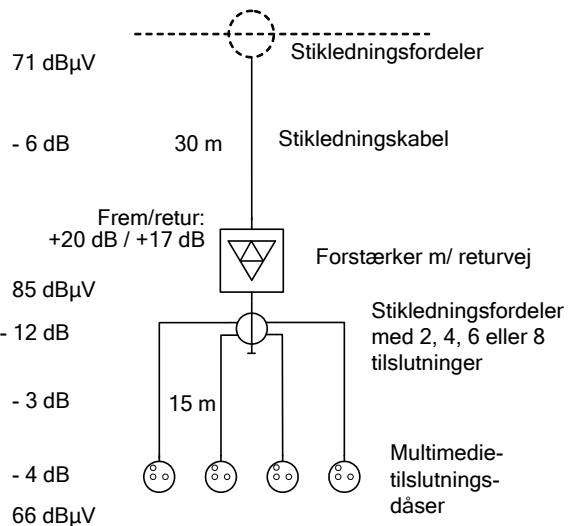 71 dBµV
Stikledningsfordeler
- 6 dB
30 m
Stikledningskabel
Frem/retur:
+20 dB / +17 dB
Forstærker m/ returvej
85 dBµV
- 12 dB
Stikledningsfordeler
med 2, 4, 6 eller 8
tilslutninger
- 3 dB
15 m
- 4 dB
Multimedie-
tilslutnings-
dåser
66 dBµV